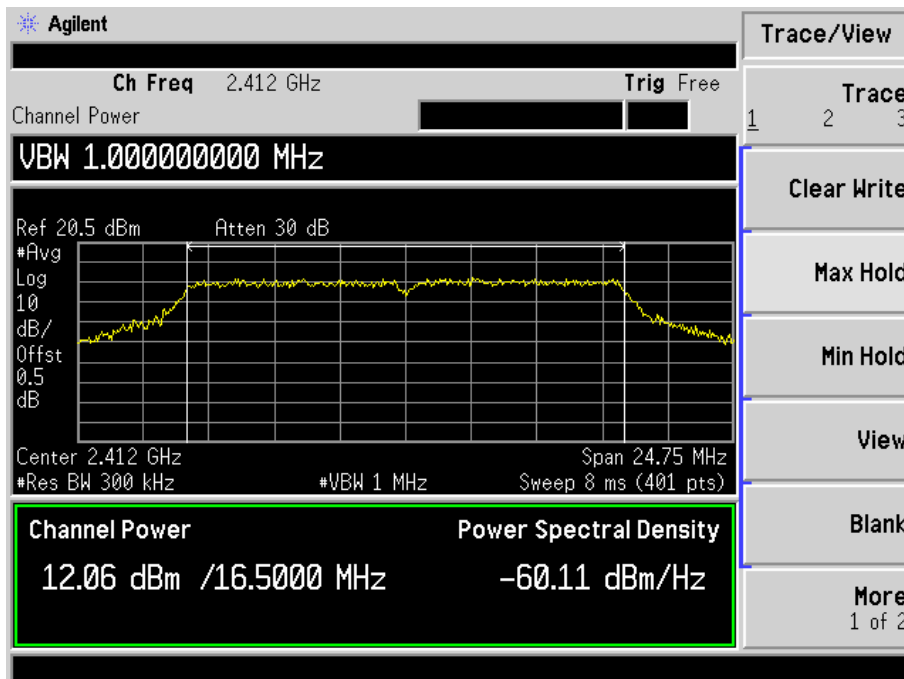 Agilent
Ch Freq 2.412 GHz Trig Free
Channel Power
VBW 1.000000000 MHz
Ref 20.5 dBm Atten 30 dB
#Avg
Log
10
dB/
Offst
0.5
dB
Center 2.412 GHz Span 24.75 MHz
#Res BW 300 kHz #VBW 1 MHz Sweep 8 ms (401 pts)
Channel Power Power Spectral Density
12.06 dBm /16.5000 MHz -60.11 dBm/Hz
Trace/View
Trace
1 2 3
Clear Write
Max Hold
Min Hold
View
Blank
More
1 of 2